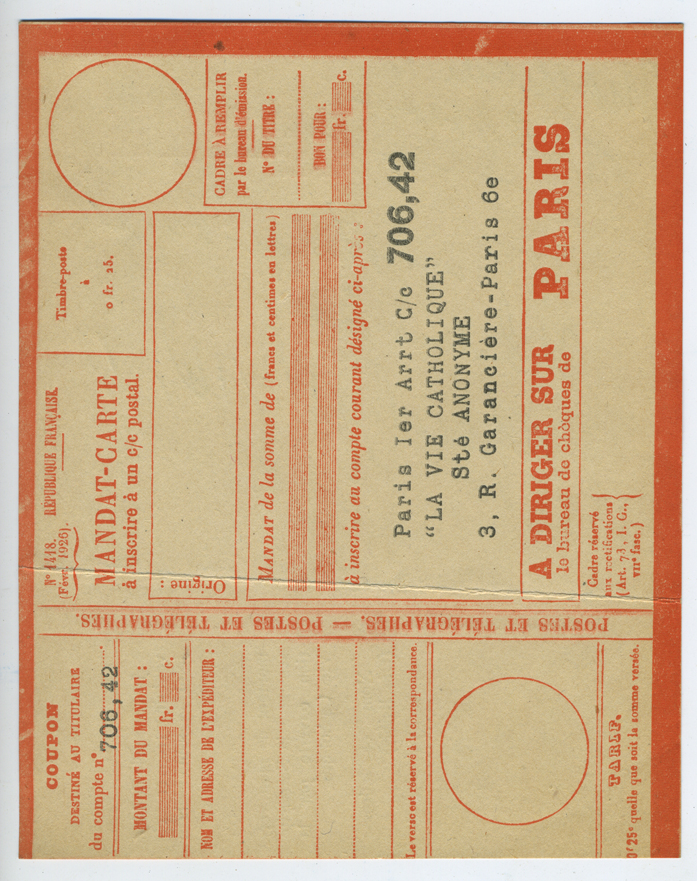 COUPON
DESTINÉ AU TITULAIRE
du compte n° 706,42
MONTANT DU MANDAT :
fr. c.
NOM ET ADRESSE DE L'EXPÉDITEUR :
Le verso est réservé à la correspondance.
TARIF.
0f 25c quelle que soit la somme versée.
POSTES ET TÉLÉGRAPHES. — POSTES ET TÉLÉGRAPHES.
N° 1418.
(Févr. 1926).
RÉPUBLIQUE FRANÇAISE.
MANDAT-CARTE
à inscrire à un c/c postal.
Timbre-poste
à
0 fr. 25.
Origine :
CADRE À REMPLIR
par le bureau d'émission.
N° DU TITRE :
BON POUR :
fr. c.
MANDAT de la somme de (francs et centimes en lettres)
à inscrire au compte courant désigné ci-après :
Paris Ier Arrt C/c 706,42
“LA VIE CATHOLIQUE”
Sté ANONYME
3, R. Garancière-Paris 6e
A DIRIGER SUR PARIS
le bureau de chèques de
Cadre réservé
aux rectifications
(Art. 73, I. G.,
VIIe fasc.)